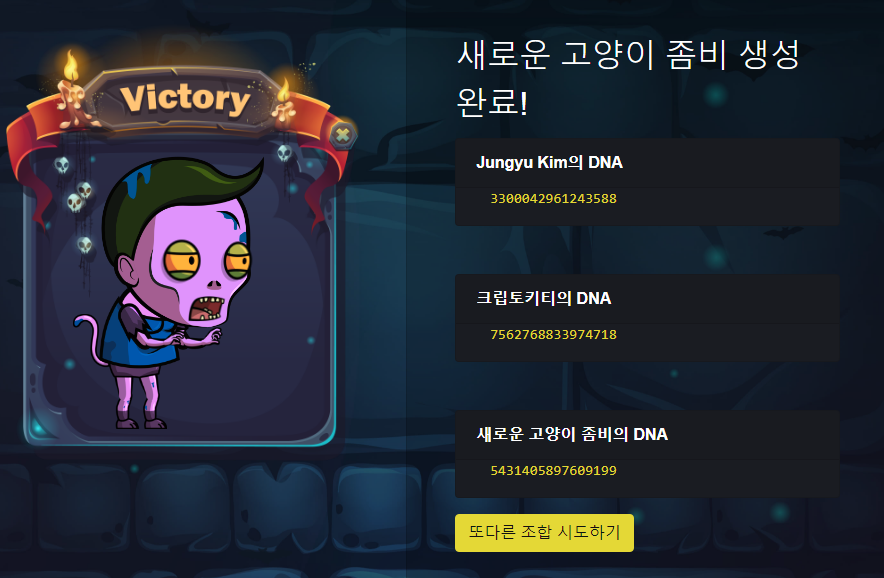 Victory
새로운 고양이 좀비 생성
완료!
Jungyu Kim의 DNA
3300042961243588
크립토키티의 DNA
7562768833974718
새로운 고양이 좀비의 DNA
5431405897609199
또다른 조합 시도하기